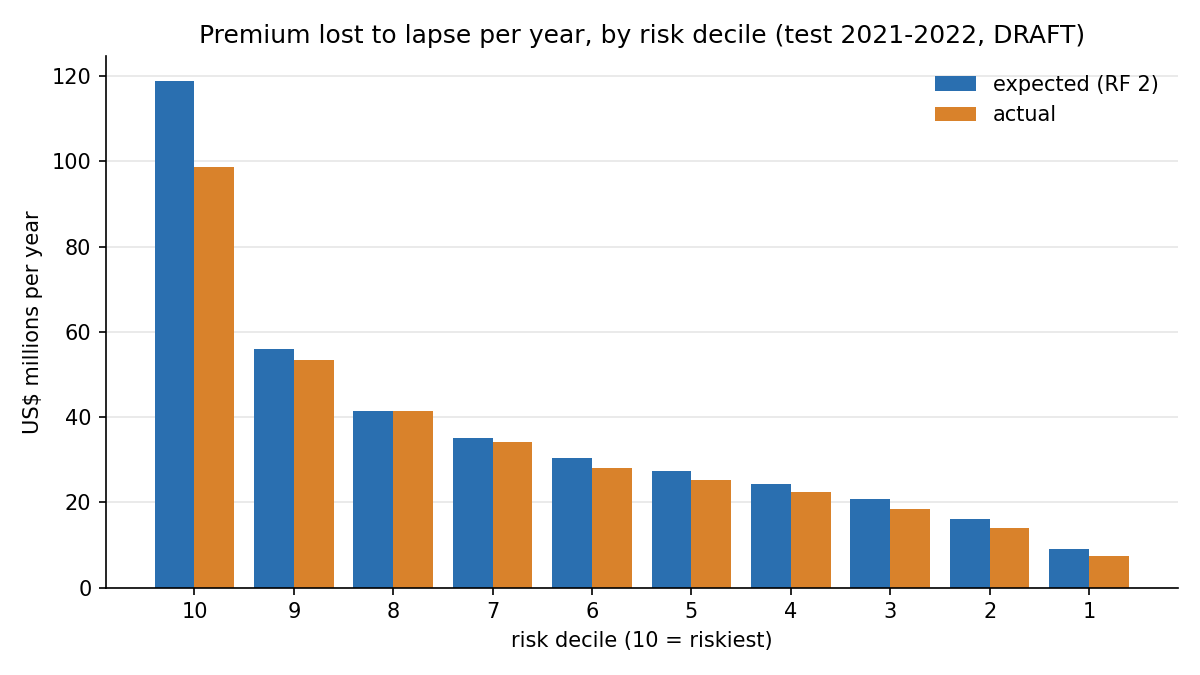 Premium lost to lapse per year, by risk decile (test 2021-2022, DRAFT)
expected (RF 2)
actual
US$ millions per year
120
100
80
60
40
20
0
10 9 8 7 6 5 4 3 2 1
risk decile (10 = riskiest)